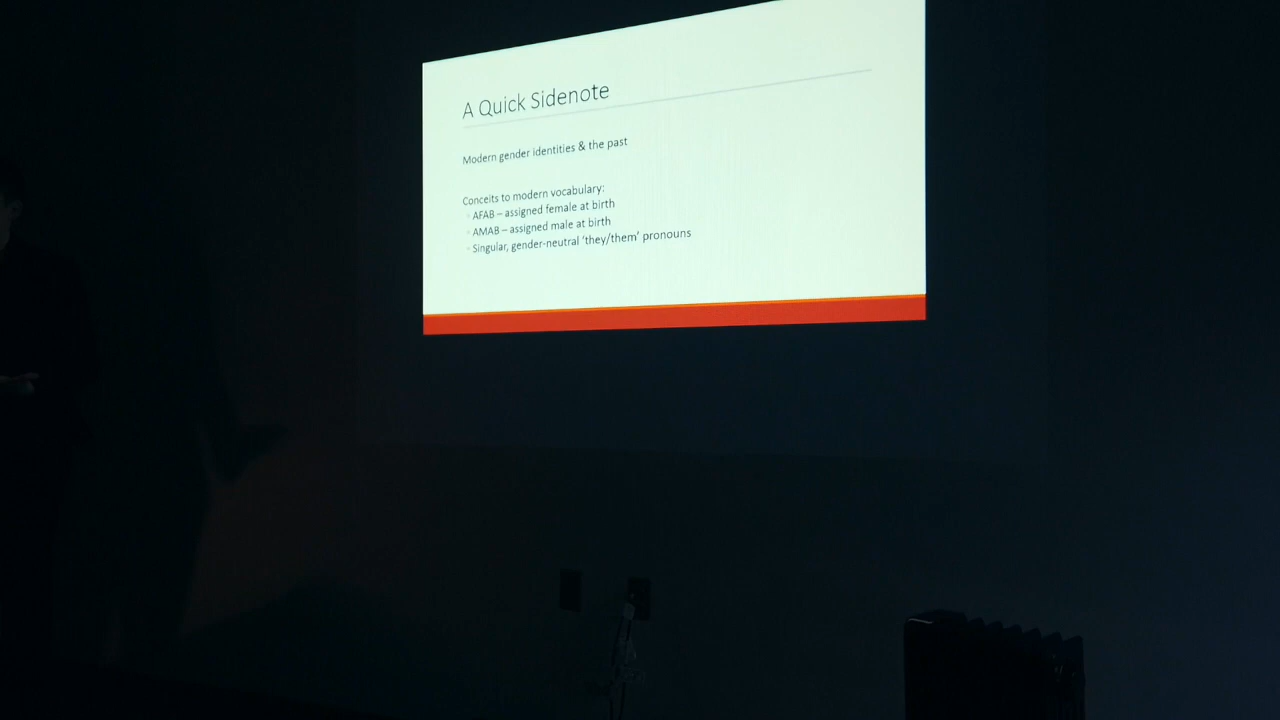 A Quick Sidenote
Modern gender identities & the past
Conceits to modern vocabulary:
AFAB – assigned female at birth
AMAB – assigned male at birth
Singular, gender-neutral ‘they/them’ pronouns